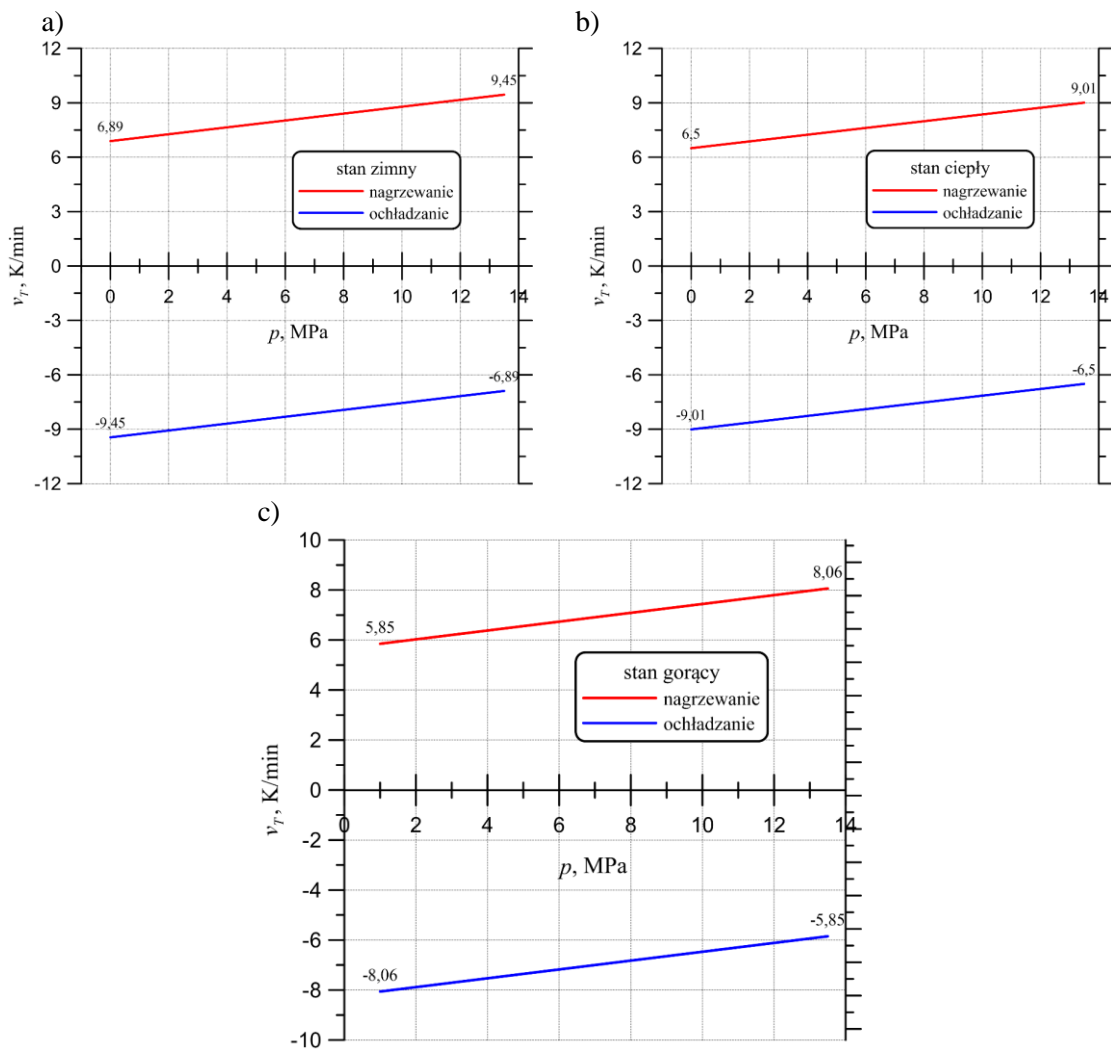 a)
12
9
6
3
0
-3
-6
-9
-12
v_T, K/min
6,89
9,45
stan zimny
nagrzewanie
ochładzanie
0 2 4 6 8 10 12 14
p, MPa
-9,45
-6,89
b)
12
9
6
3
0
-3
-6
-9
-12
v_T, K/min
6,5
9,01
stan ciepły
nagrzewanie
ochładzanie
0 2 4 6 8 10 12 14
p, MPa
-9,01
-6,5
c)
10
8
6
4
2
0
-2
-4
-6
-8
-10
v_T, K/min
5,85
8,06
stan gorący
nagrzewanie
ochładzanie
0 2 4 6 8 10 12 14
p, MPa
-8,06
-5,85